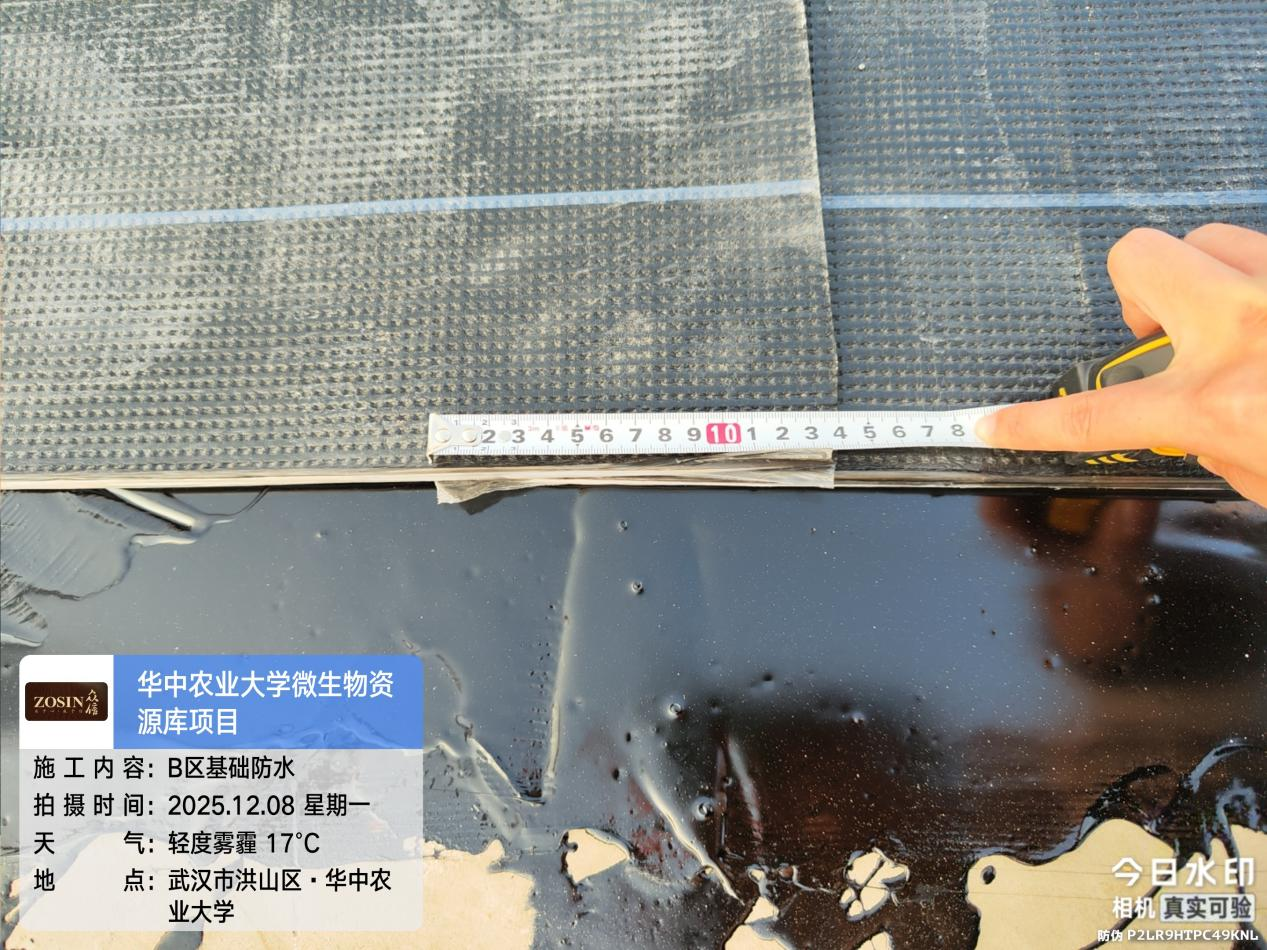 2 3 4 5 6 7 8 9 10 1 2 3 4 5 6 7 8
ZOSIN 众信
华中农业大学微生物资
源库项目
施工内容：B区基础防水
拍摄时间：2025.12.08 星期一
天气：轻度雾霾 17℃
地点：武汉市洪山区·华中农
业大学
今日水印
相机 真实可验
防伪 P2LR9HTPC49KNL